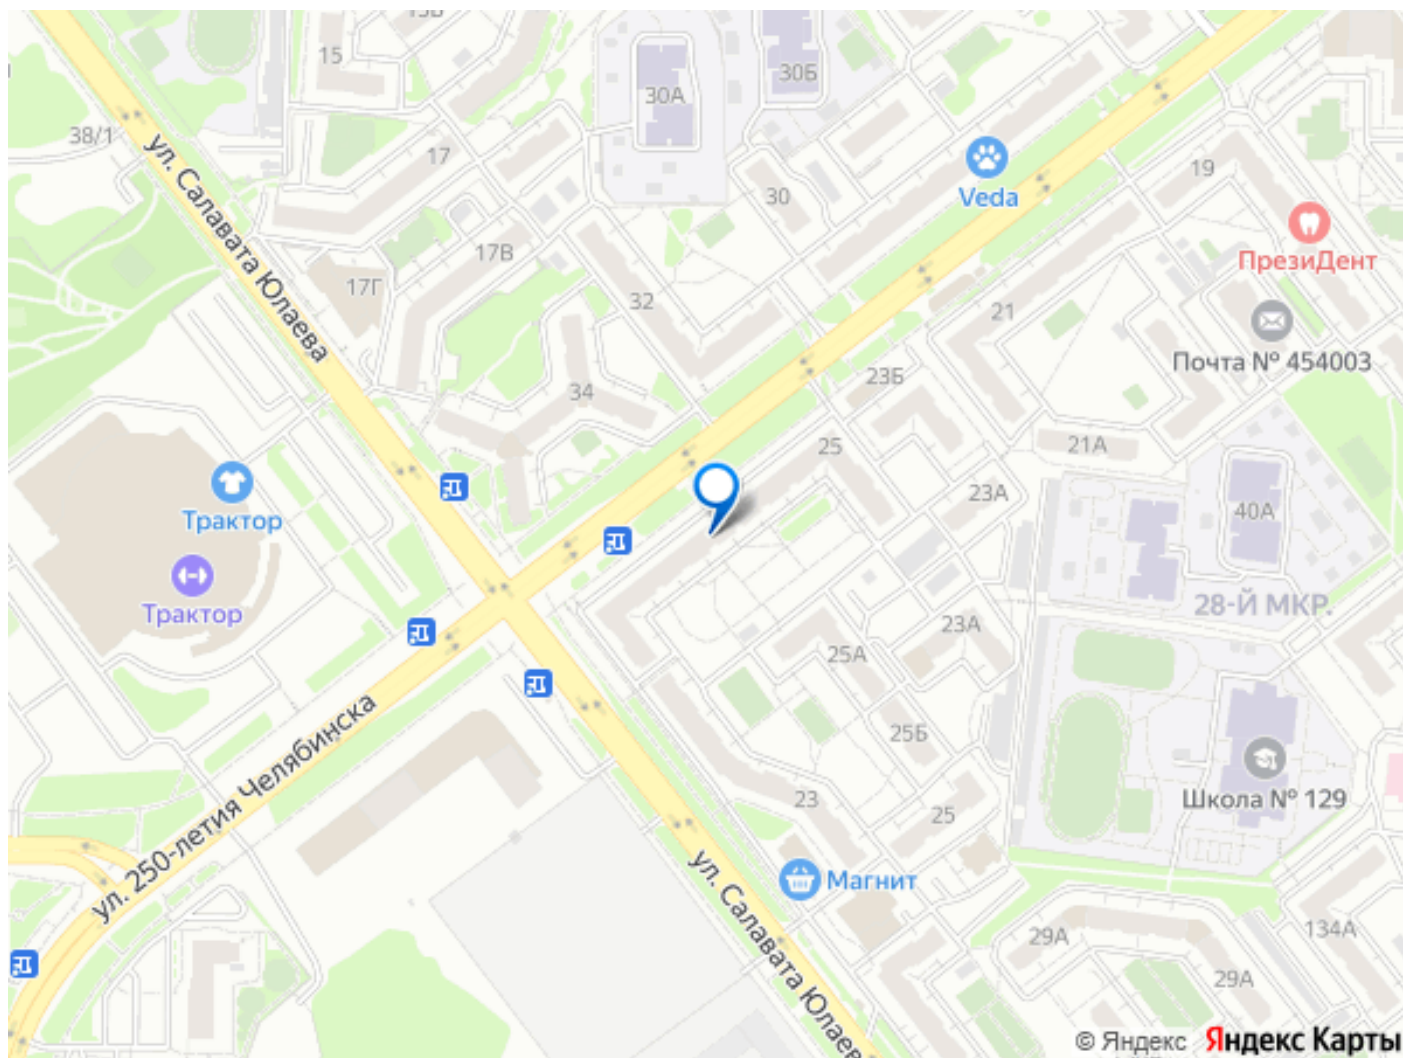 15
30А
30Б
38/1
17
Veda
30
19
ПрезиДент
ул. Салавата Юлаева
17В
17Г
32
21
Почта № 454003
34
23Б
25
21А
Трактор
23А
40А
Трактор
28-Й МКР.
23А
25А
25Б
ул. 250-летия Челябинска
23
25
Школа № 129
Магнит
ул. Салавата Юлаев
29А
134А
29А
© Яндекс Яндекс Карты